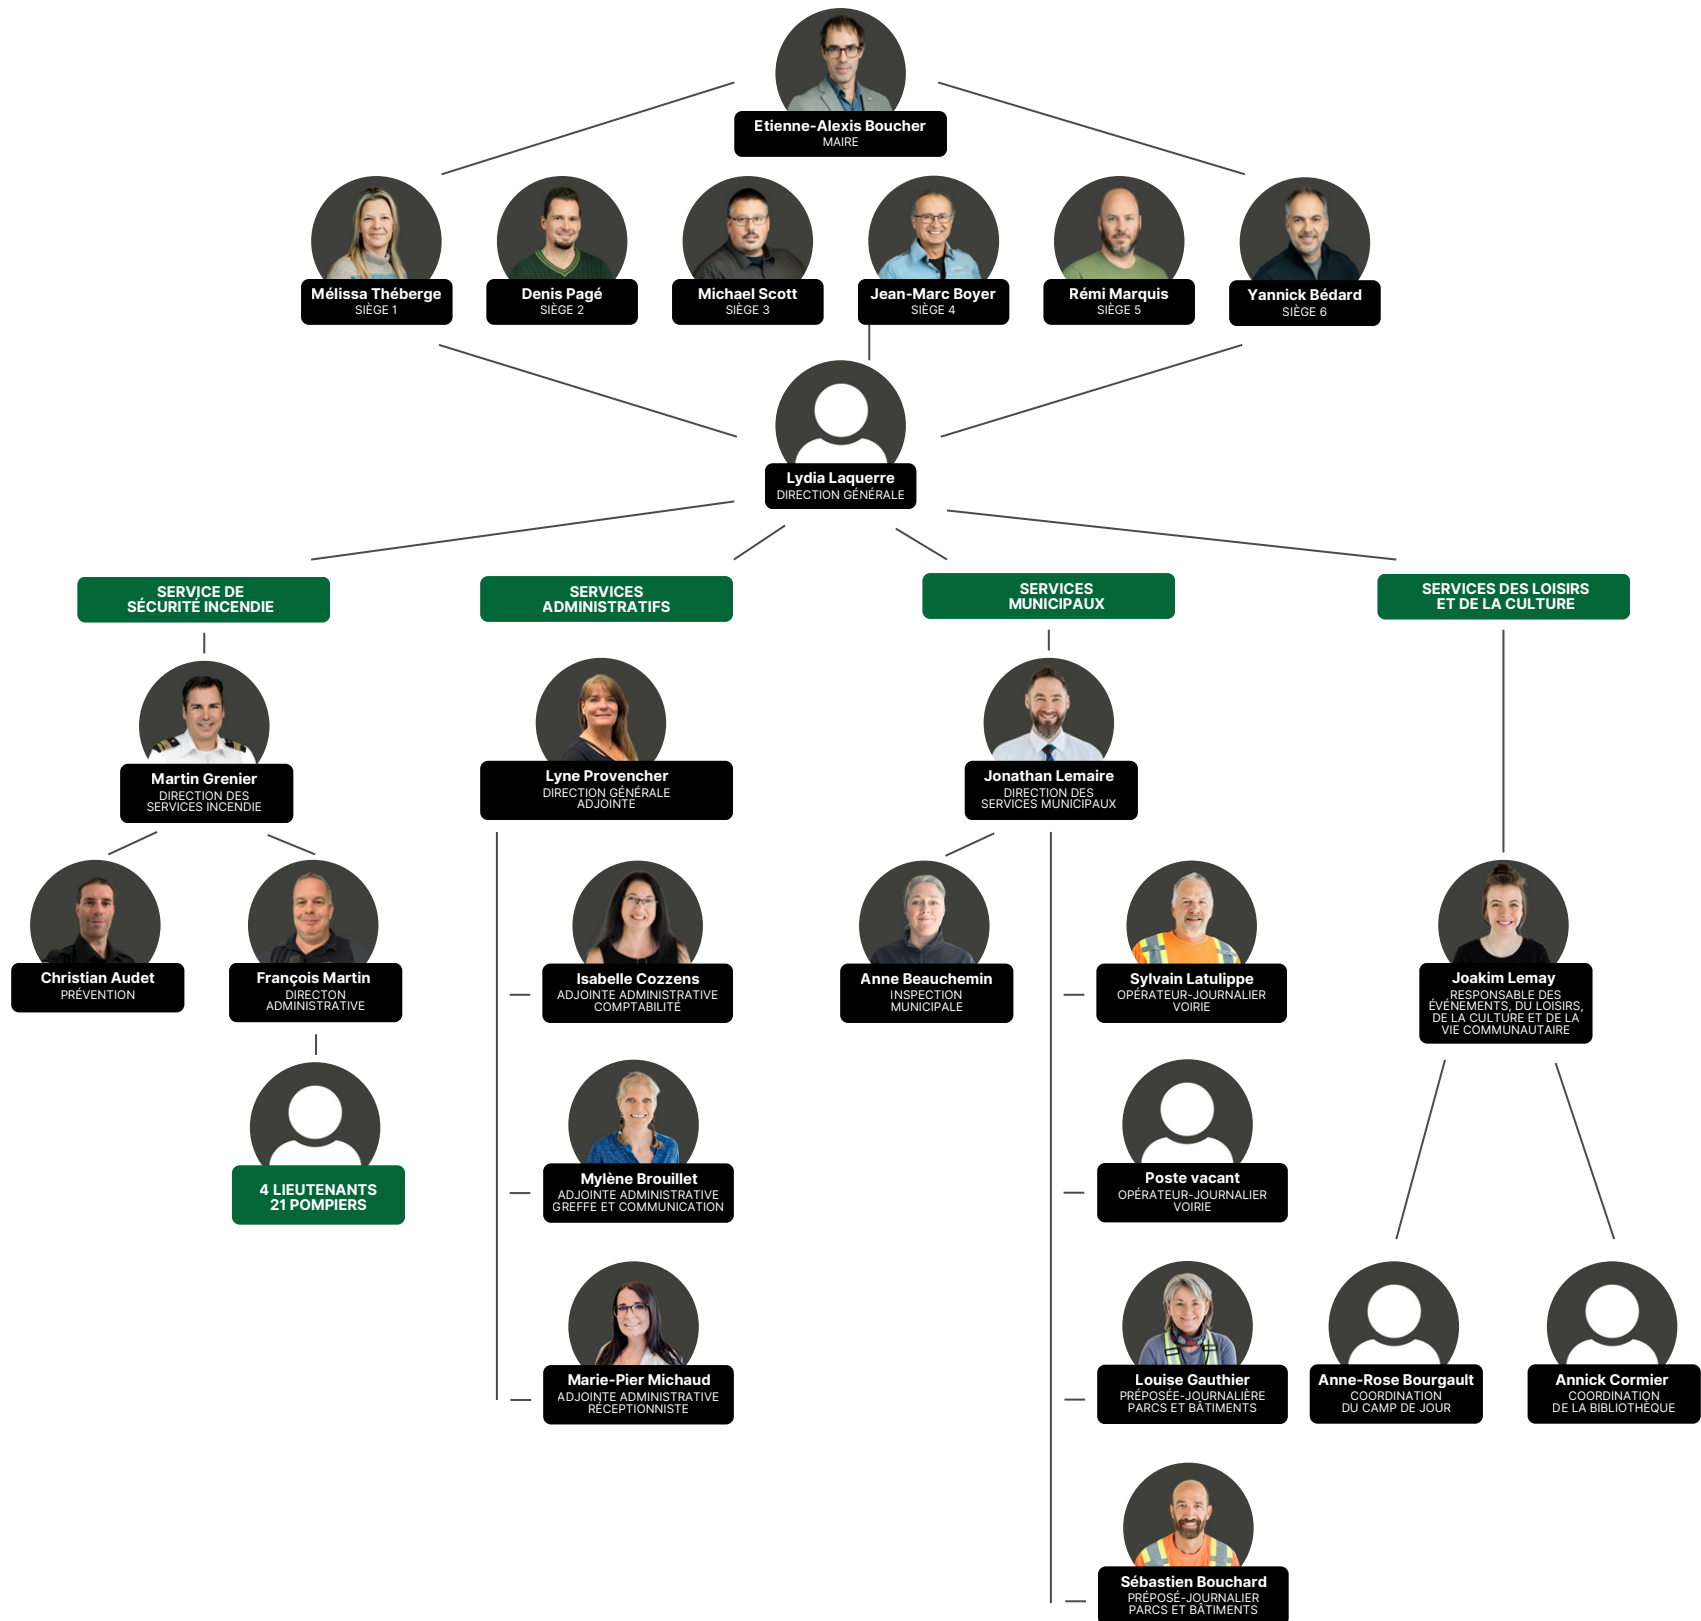 Etienne-Alexis Boucher
MAIRE
Mélissa Théberge
SIÈGE 1
Denis Pagé
SIÈGE 2
Michael Scott
SIÈGE 3
Jean-Marc Boyer
SIÈGE 4
Rémi Marquis
SIÈGE 5
Yannick Bédard
SIÈGE 6
Lydia Laquerre
DIRECTION GÉNÉRALE
SERVICE DE
SÉCURITÉ INCENDIE
SERVICES
ADMINISTRATIFS
SERVICES
MUNICIPAUX
SERVICES DES LOISIRS
ET DE LA CULTURE
Martin Grenier
DIRECTION DES
SERVICES INCENDIE
Lyne Provencher
DIRECTION GÉNÉRALE
ADJOINTE
Jonathan Lemaire
DIRECTION DES
SERVICES MUNICIPAUX
Christian Audet
PRÉVENTION
François Martin
DIRECTON
ADMINISTRATIVE
Isabelle Cozzens
ADJOINTE ADMINISTRATIVE
COMPTABILITÉ
Anne Beauchemin
INSPECTION
MUNICIPALE
Sylvain Latulippe
OPÉRATEUR-JOURNALIER
VOIRIE
Joakim Lemay
RESPONSABLE DES
ÉVÉNEMENTS, DU LOISIRS,
DE LA CULTURE ET DE LA
VIE COMMUNAUTAIRE
4 LIEUTENANTS
21 POMPIERS
Mylène Brouillet
ADJOINTE ADMINISTRATIVE
GREFFE ET COMMUNICATION
Poste vacant
OPÉRATEUR-JOURNALIER
VOIRIE
Marie-Pier Michaud
ADJOINTE ADMINISTRATIVE
RÉCEPTIONNISTE
Louise Gauthier
PRÉPOSÉE-JOURNALIÈRE
PARCS ET BÂTIMENTS
Anne-Rose Bourgault
COORDINATION
DU CAMP DE JOUR
Annick Cormier
COORDINATION
DE LA BIBLIOTHÈQUE
Sébastien Bouchard
PRÉPOSÉ-JOURNALIER
PARCS ET BÂTIMENTS